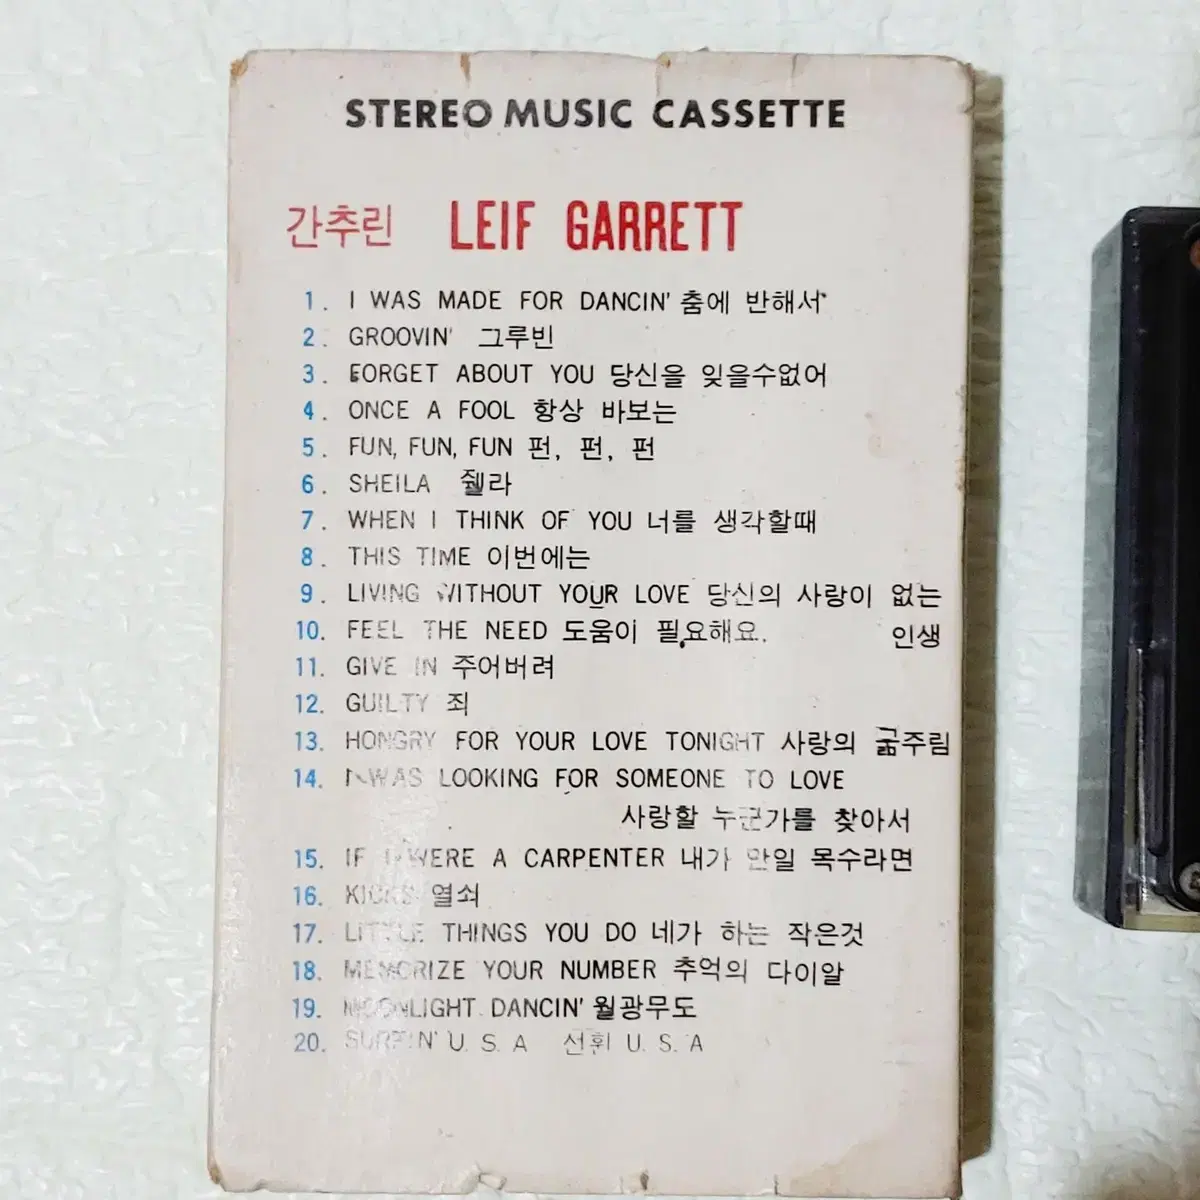 STEREO MUSIC CASSETTE
간추린 LEIF GARRETT
1. I WAS MADE FOR DANCIN' 춤에 반해서
2. GROOVIN' 그루빈
3. FORGET ABOUT YOU 당신을 잊을수없어
4. ONCE A FOOL 항상 바보는
5. FUN, FUN, FUN 펀, 펀, 펀
6. SHEILA 쉘라
7. WHEN I THINK OF YOU 너를 생각할때
8. THIS TIME 이번에는
9. LIVING WITHOUT YOUR LOVE 당신의 사랑이 없는
10. FEEL THE NEED 도움이 필요해요. 인생
11. GIVE IN 주어버려
12. GUILTY 죄
13. HONGRY FOR YOUR LOVE TONIGHT 사랑의 굶주림
14. I WAS LOOKING FOR SOMEONE TO LOVE
사랑할 누군가를 찾아서
15. IF I WERE A CARPENTER 내가 만일 목수라면
16. KICKS 열쇠
17. LITTLE THINGS YOU DO 네가 하는 작은것
18. MEMORIZE YOUR NUMBER 추억의 다이알
19. MOONLIGHT DANCIN' 월광무도
20. SURFIN' U. S. A 선휘 U. S. A